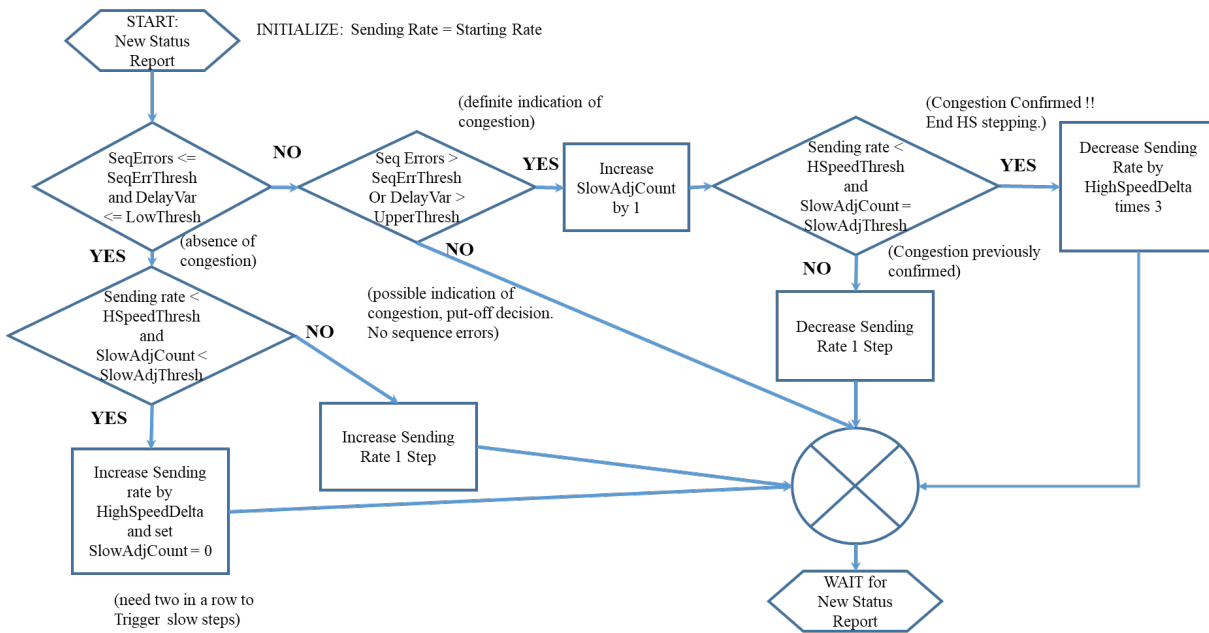 START:
New Status
Report
INITIALIZE: Sending Rate = Starting Rate
SeqErrors <=
SeqErrThresh
and DelayVar
<= LowThresh
NO
(definite indication of
congestion)
Seq Errors >
SeqErrThresh
Or DelayVar >
UpperThresh
YES
Increase
SlowAdjCount
by 1
Sending rate <
HSpeedThresh
and
SlowAdjCount =
SlowAdjThresh
(Congestion Confirmed !!
End HS stepping.)
YES
Decrease Sending
Rate by
HighSpeedDelta
times 3
YES
(absence of
congestion)
NO
NO
(Congestion previously
confirmed)
Sending rate <
HSpeedThresh
and
SlowAdjCount <
SlowAdjThresh
NO
(possible indication of
congestion, put-off decision.
No sequence errors)
Decrease Sending
Rate 1 Step
YES
Increase Sending
Rate 1 Step
Increase Sending
rate by
HighSpeedDelta
and set
SlowAdjCount = 0
WAIT for
New Status
Report
(need two in a row to
Trigger slow steps)